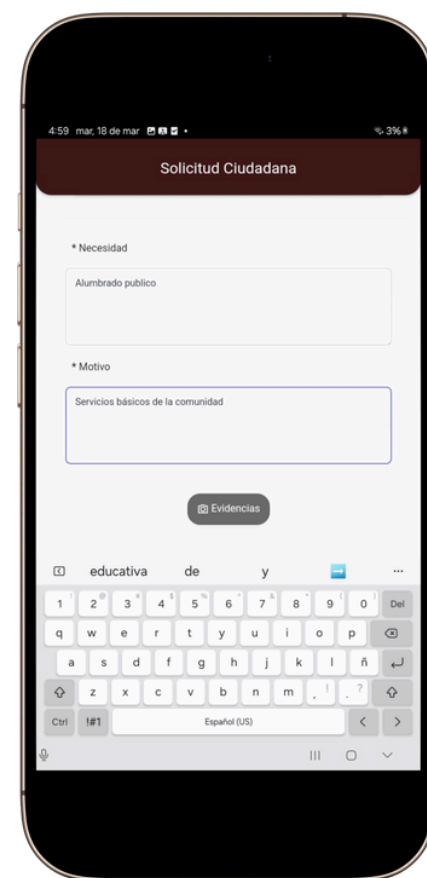 4:59 mar, 18 de mar
3%
Solicitud Ciudadana
* Necesidad
Alumbrado publico
* Motivo
Servicios básicos de la comunidad
Evidencias
educativa de y ...
1 2 3 4 5 6 7 8 9 0 Del
q w e r t y u i o p
a s d f g h j k l ñ
z x c v b n m , ! . ?
Ctrl !#1 Español (US) < >